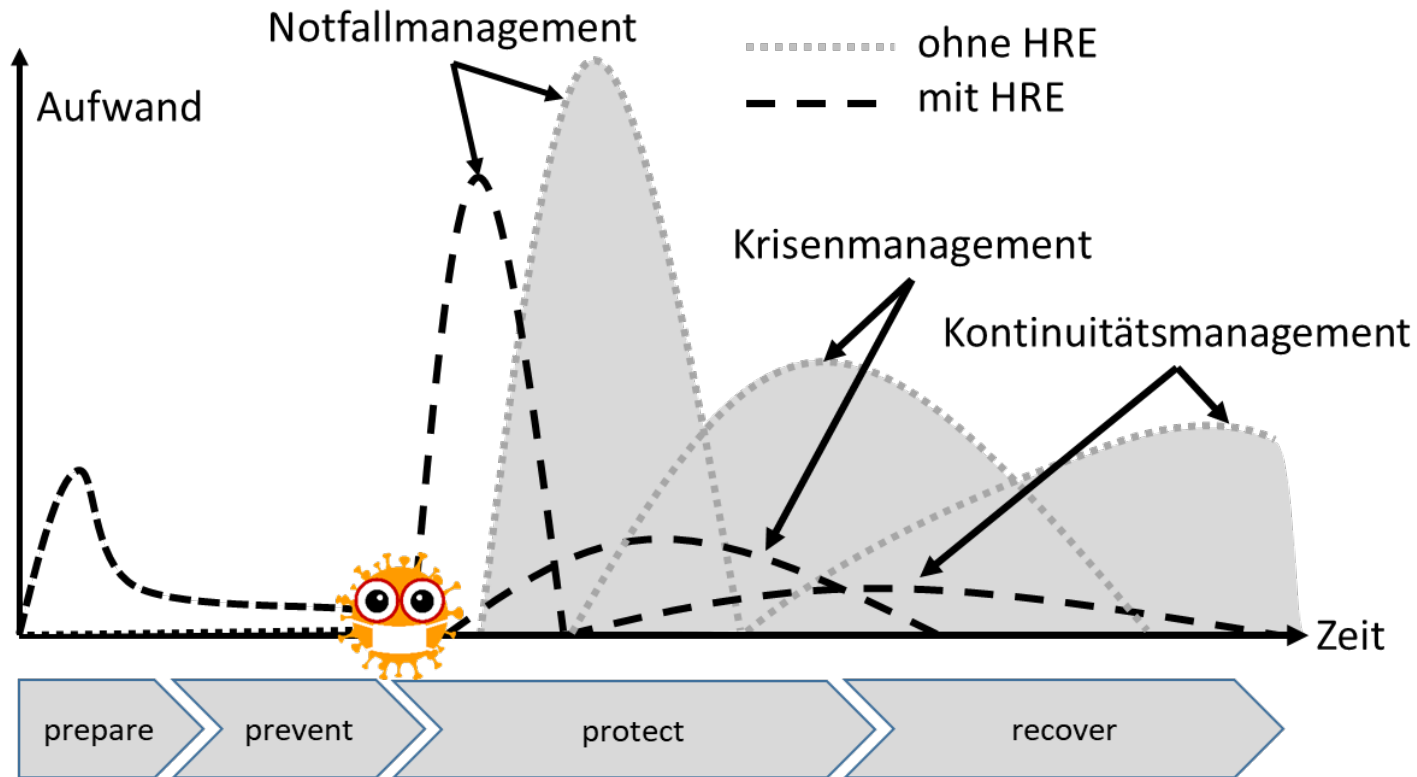 Notfallmanagement
ohne HRE
mit HRE
Aufwand
Krisenmanagement
Kontinuitätsmanagement
Zeit
prepare
prevent
protect
recover